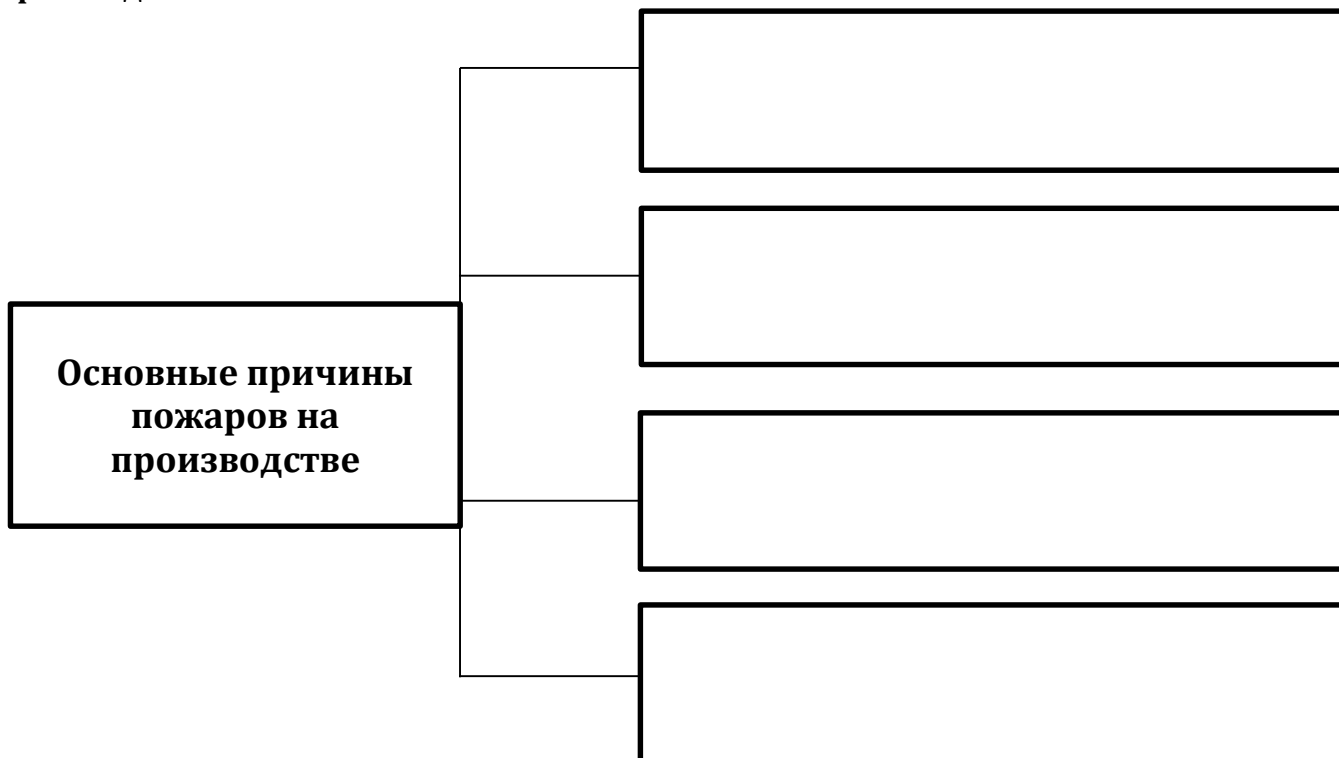 Основные причины
пожаров на
производстве